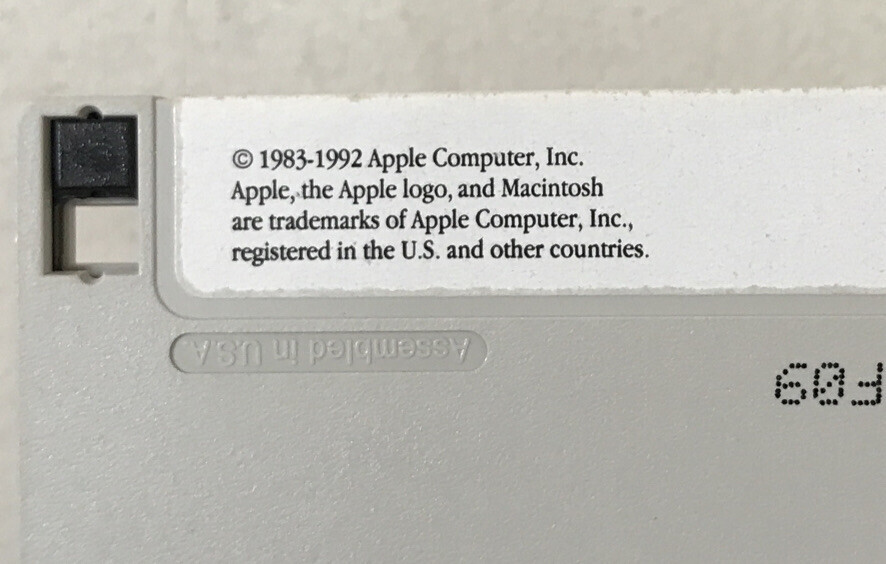 © 1983-1992 Apple Computer, Inc.
Apple, the Apple logo, and Macintosh
are trademarks of Apple Computer, Inc.,
registered in the U.S. and other countries.
Assembled in U.S.A.